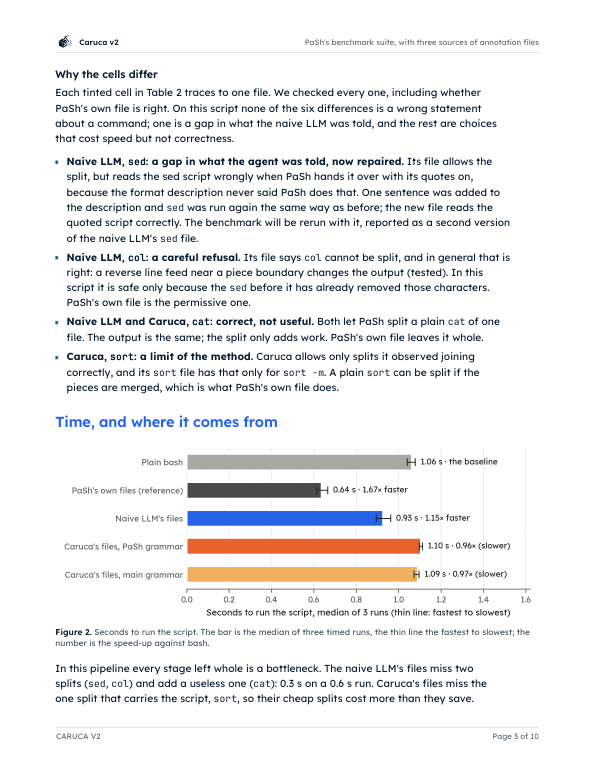 Caruca v2
PaSh's benchmark suite, with three sources of annotation files
Why the cells differ
Each tinted cell in Table 2 traces to one file. We checked every one, including whether
PaSh's own file is right. On this script none of the six differences is a wrong statement
about a command; one is a gap in what the naive LLM was told, and the rest are choices
that cost speed but not correctness.
• Naive LLM, sed: a gap in what the agent was told, now repaired. Its file allows the
split, but reads the sed script wrongly when PaSh hands it over with its quotes on,
because the format description never said PaSh does that. One sentence was added to
the description and sed was run again the same way as before; the new file reads the
quoted script correctly. The benchmark will be rerun with it, reported as a second version
of the naive LLM's sed file.
• Naive LLM, col: a careful refusal. Its file says col cannot be split, and in general that is
right: a reverse line feed near a piece boundary changes the output (tested). In this
script it is safe only because the sed before it has already removed those characters.
PaSh's own file is the permissive one.
• Naive LLM and Caruca, cat: correct, not useful. Both let PaSh split a plain cat of one
file. The output is the same; the split only adds work. PaSh's own file leaves it whole.
• Caruca, sort: a limit of the method. Caruca allows only splits it observed joining
correctly, and its sort file has that only for sort -m. A plain sort can be split if the
pieces are merged, which is what PaSh's own file does.
Time, and where it comes from
Plain bash
1.06 s · the baseline
PaSh's own files (reference)
0.64 s · 1.67× faster
Naive LLM's files
0.93 s · 1.15× faster
Caruca's files, PaSh grammar
1.10 s · 0.96× (slower)
Caruca's files, main grammar
1.09 s · 0.97× (slower)
0.0 0.2 0.4 0.6 0.8 1.0 1.2 1.4 1.6
Seconds to run the script, median of 3 runs (thin line: fastest to slowest)
Figure 2. Seconds to run the script. The bar is the median of three timed runs, the thin line the fastest to slowest; the
number is the speed-up against bash.
In this pipeline every stage left whole is a bottleneck. The naive LLM's files miss two
splits (sed, col) and add a useless one (cat): 0.3 s on a 0.6 s run. Caruca's files miss the
one split that carries the script, sort, so their cheap splits cost more than they save.
CARUCA V2
Page 3 of 10